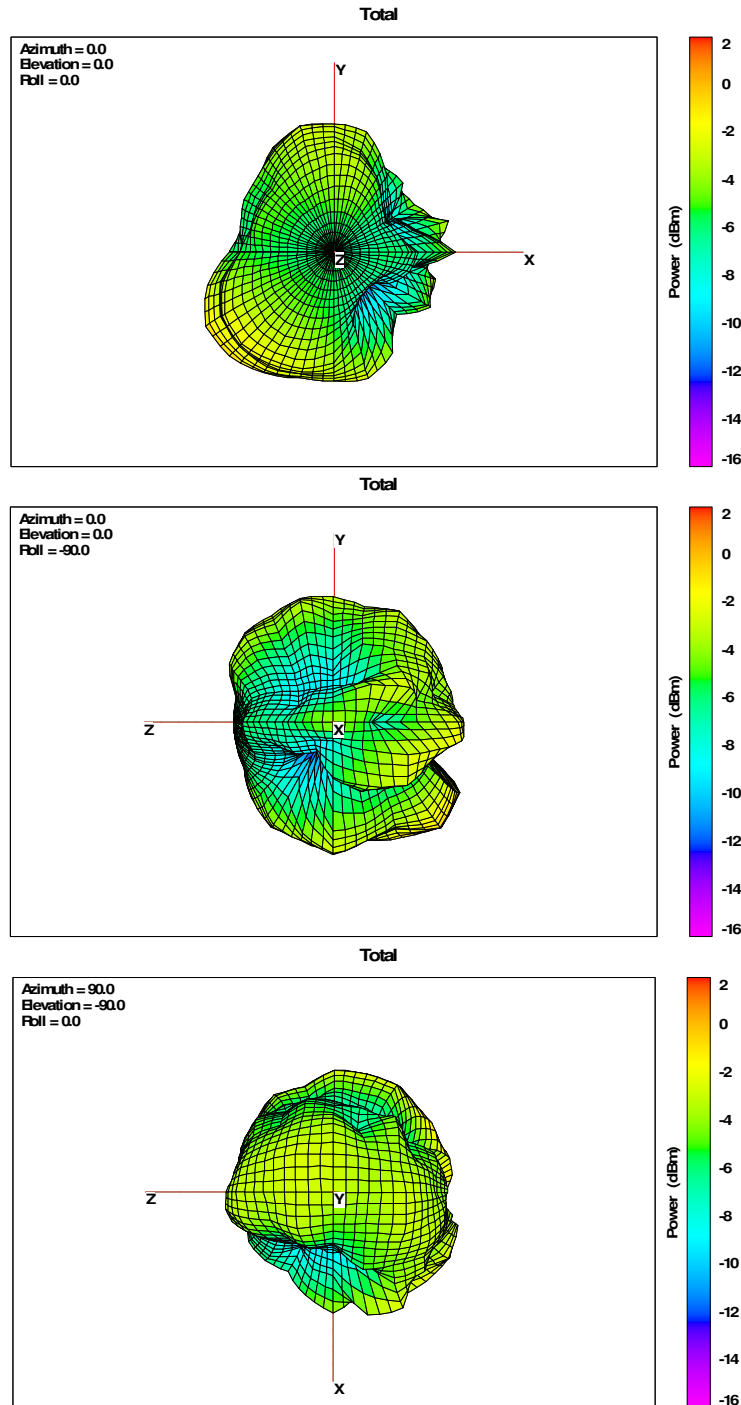 Total
Azimuth = 0.0
Elevation = 0.0
Roll = 0.0
Y
Z
X
2
0
-2
-4
-6
-8
-10
-12
-14
-16
Power (dBm)
Total
Azimuth = 0.0
Elevation = 0.0
Roll = -90.0
Y
Z
X
2
0
-2
-4
-6
-8
-10
-12
-14
-16
Power (dBm)
Total
Azimuth = 90.0
Elevation = -90.0
Roll = 0.0
Z
Y
X
2
0
-2
-4
-6
-8
-10
-12
-14
-16
Power (dBm)